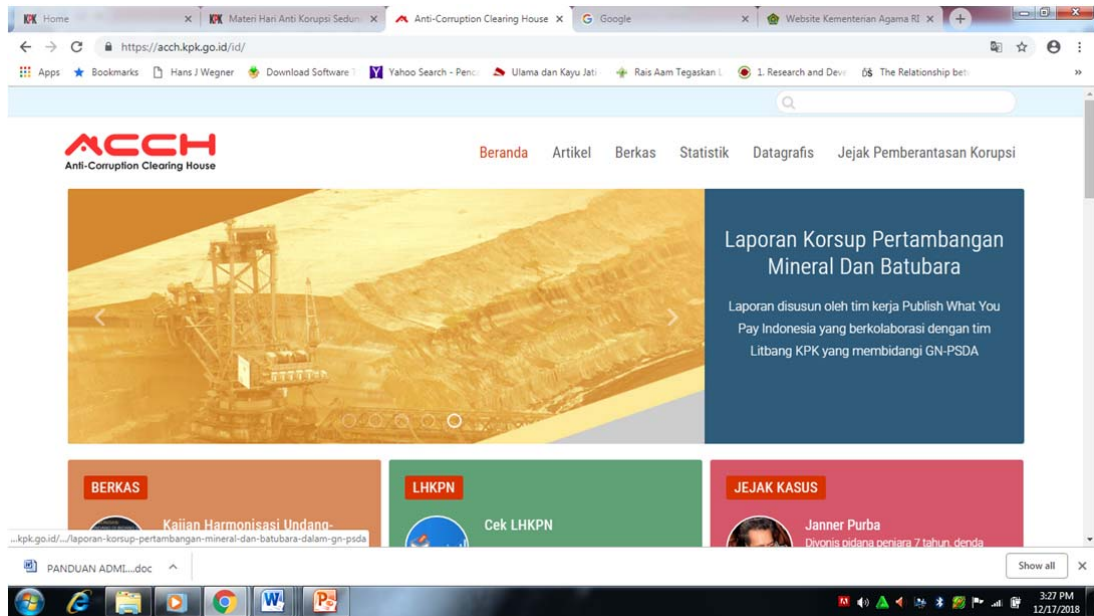 Home
Materi Hari Anti Korupsi Sedun
Anti-Corruption Clearing House
Google
Website Kementerian Agama RI
https://acch.kpk.go.id/id/
Apps
Bookmarks
Hans J Wegner
Download Software
Yahoo Search - Penc
Ulama dan Kayu Jati
Rais Aam Tegaskan
1. Research and Dev
The Relationship bet
ACCH
Anti-Corruption Clearing House
Beranda Artikel Berkas Statistik Datagrafis Jejak Pemberantasan Korupsi
Laporan Korsup Pertambangan
Mineral Dan Batubara
Laporan disusun oleh tim kerja Publish What You
Pay Indonesia yang berkolaborasi dengan tim
Litbang KPK yang membidangi GN-PSDA
BERKAS
Kajian Harmonisasi Undang-
LHKPN
Cek LHKPN
JEJAK KASUS
Janner Purba
Divonis pidana penjara 7 tahun, denda
...kpk.go.id/.../laporan-korsup-pertambangan-mineral-dan-batubara-dalam-gn-psda
PANDUAN ADMI....doc
Show all
3:27 PM
12/17/2018